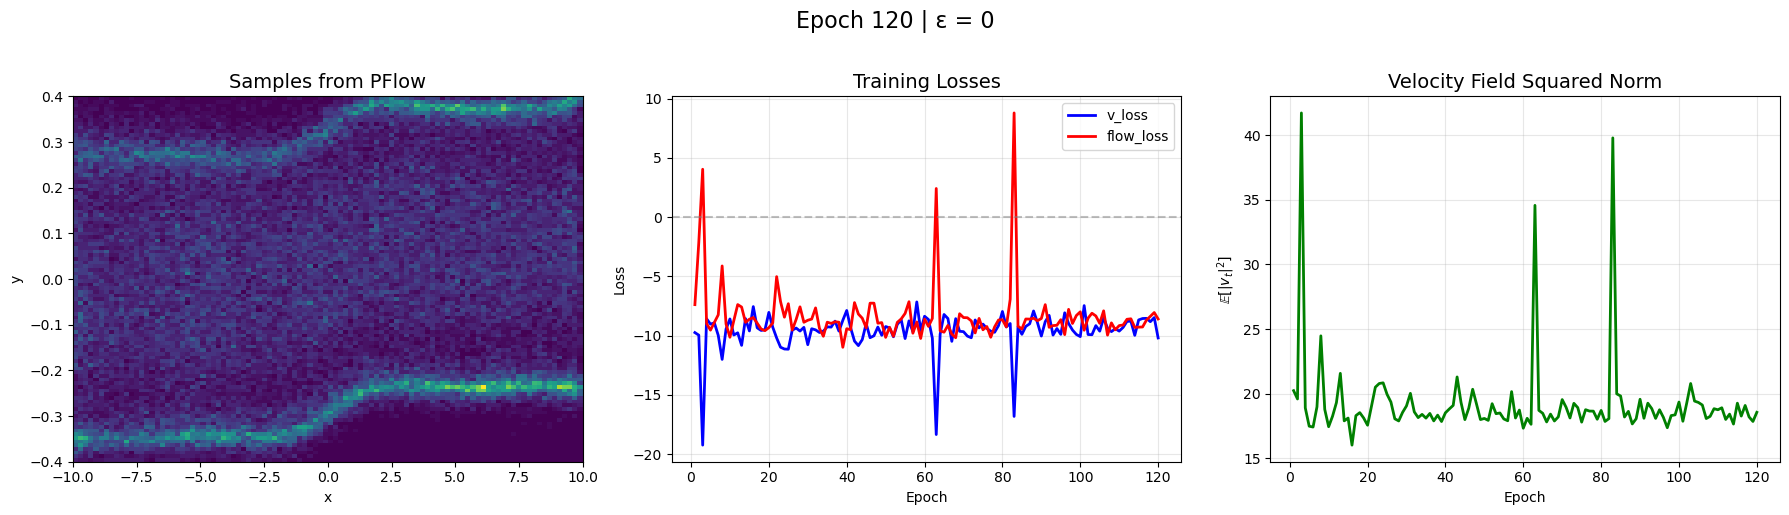 Epoch 120 | ε = 0
Samples from PFlow
0.4
0.3
0.2
0.1
0.0
−0.1
−0.2
−0.3
−0.4
y
−10.0 −7.5 −5.0 −2.5 0.0 2.5 5.0 7.5 10.0
x
Training Losses
v_loss
flow_loss
10
5
0
−5
−10
−15
−20
Loss
0 20 40 60 80 100 120
Epoch
Velocity Field Squared Norm
40
35
30
25
20
15
𝔼[|v_t|^2]
0 20 40 60 80 100 120
Epoch